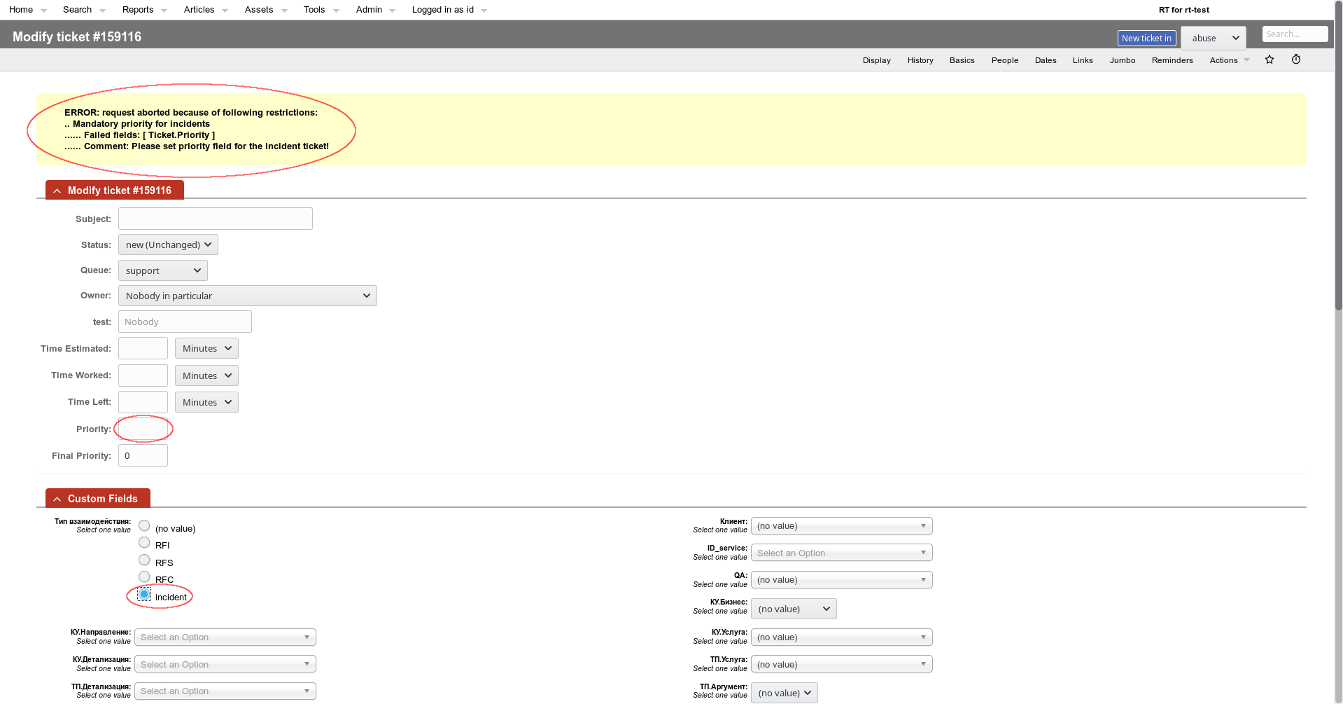 Home Search Reports Articles Assets Tools Admin Logged in as id RT for rt-test
Modify ticket #159116 New ticket in abuse Search...
Display History Basics People Dates Links Jumbo Reminders Actions
ERROR: request aborted because of following restrictions:
.. Mandatory priority for incidents
...... Failed fields: [ Ticket.Priority ]
...... Comment: Please set priority field for the incident ticket!
Modify ticket #159116
Subject:
Status: new (Unchanged)
Queue: support
Owner: Nobody in particular
test: Nobody
Time Estimated: Minutes
Time Worked: Minutes
Time Left: Minutes
Priority:
Final Priority: 0
Custom Fields
Тип взаимодействия:
Select one value
(no value)
RFI
RFS
RFC
incident
Клиент: (no value)
Select one value
ID_service: Select an Option
Select one value
QA: (no value)
Select one value
КУ.Бизнес: (no value)
Select one value
КУ.Направление: Select an Option
Select one value
КУ.Услуга: (no value)
Select one value
КУ.Детализация: Select an Option
Select one value
ТП.Услуга: (no value)
Select one value
ТП.Детализация: Select an Option
Select one value
ТП.Аргумент: (no value)
Select one value